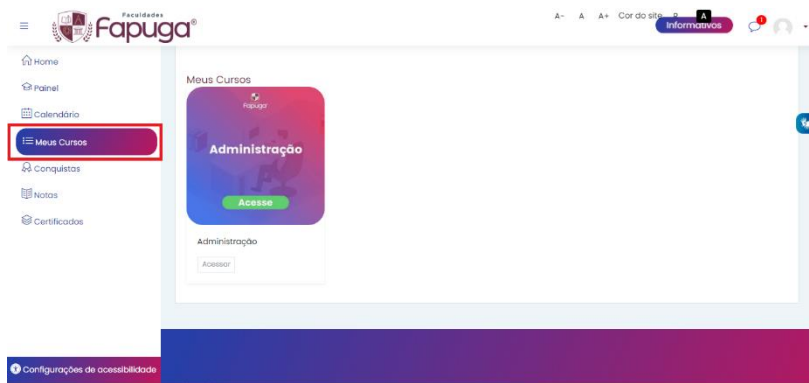 Faculdades
Fapuga®
A- A A+ Cor do site R A
Informativos
1
Home
Painel
Calendário
Meus Cursos
Conquistas
Notas
Certificados
Configurações de acessibilidade
Meus Cursos
Fapuga
Administração
Acesse
Administração
Acessar